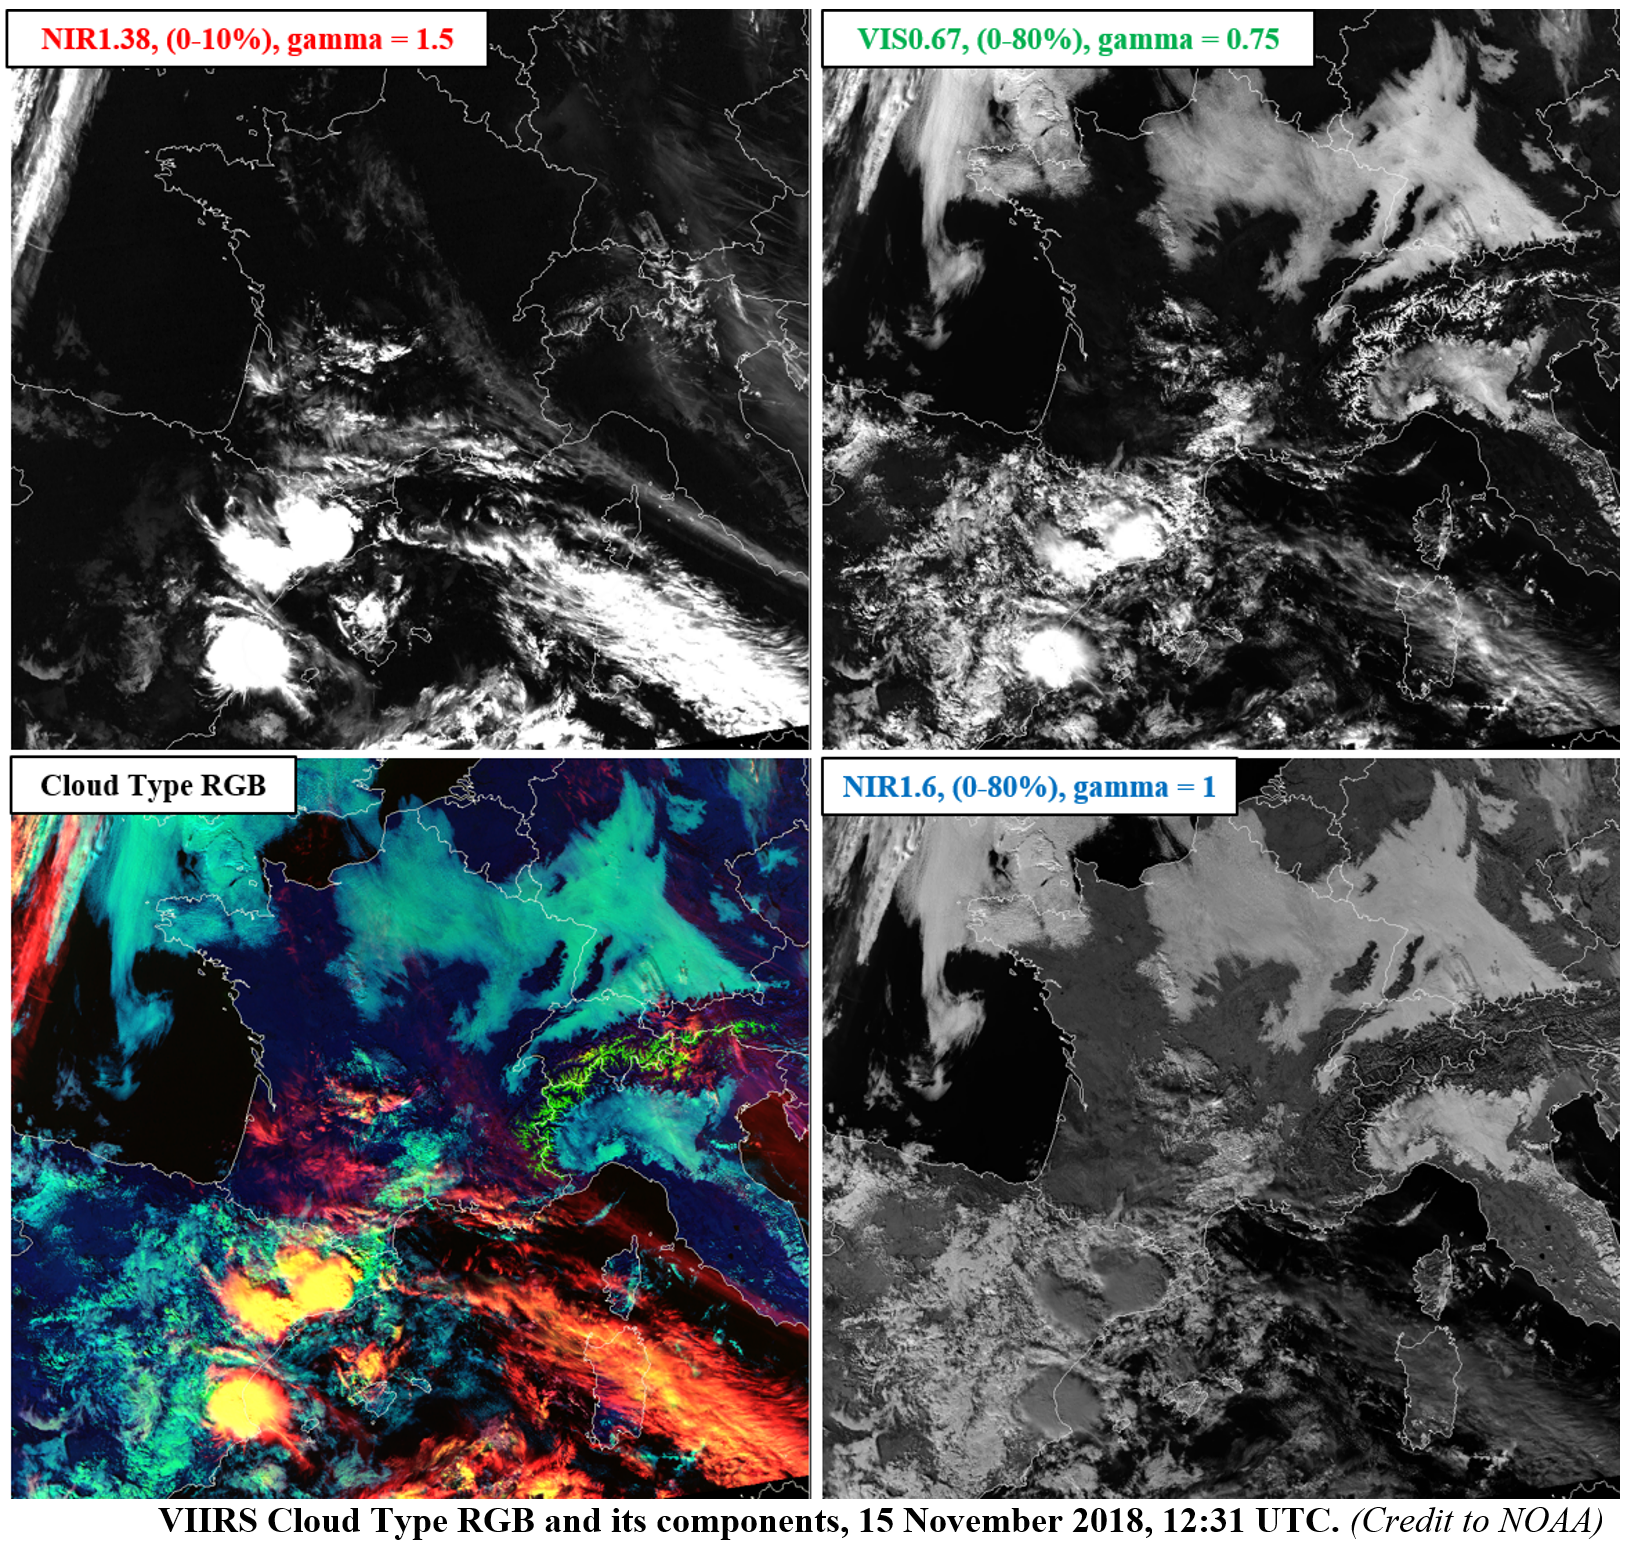 NIR1.38, (0-10%), gamma = 1.5
VIS0.67, (0-80%), gamma = 0.75
Cloud Type RGB
NIR1.6, (0-80%), gamma = 1
VIIRS Cloud Type RGB and its components, 15 November 2018, 12:31 UTC. (Credit to NOAA)